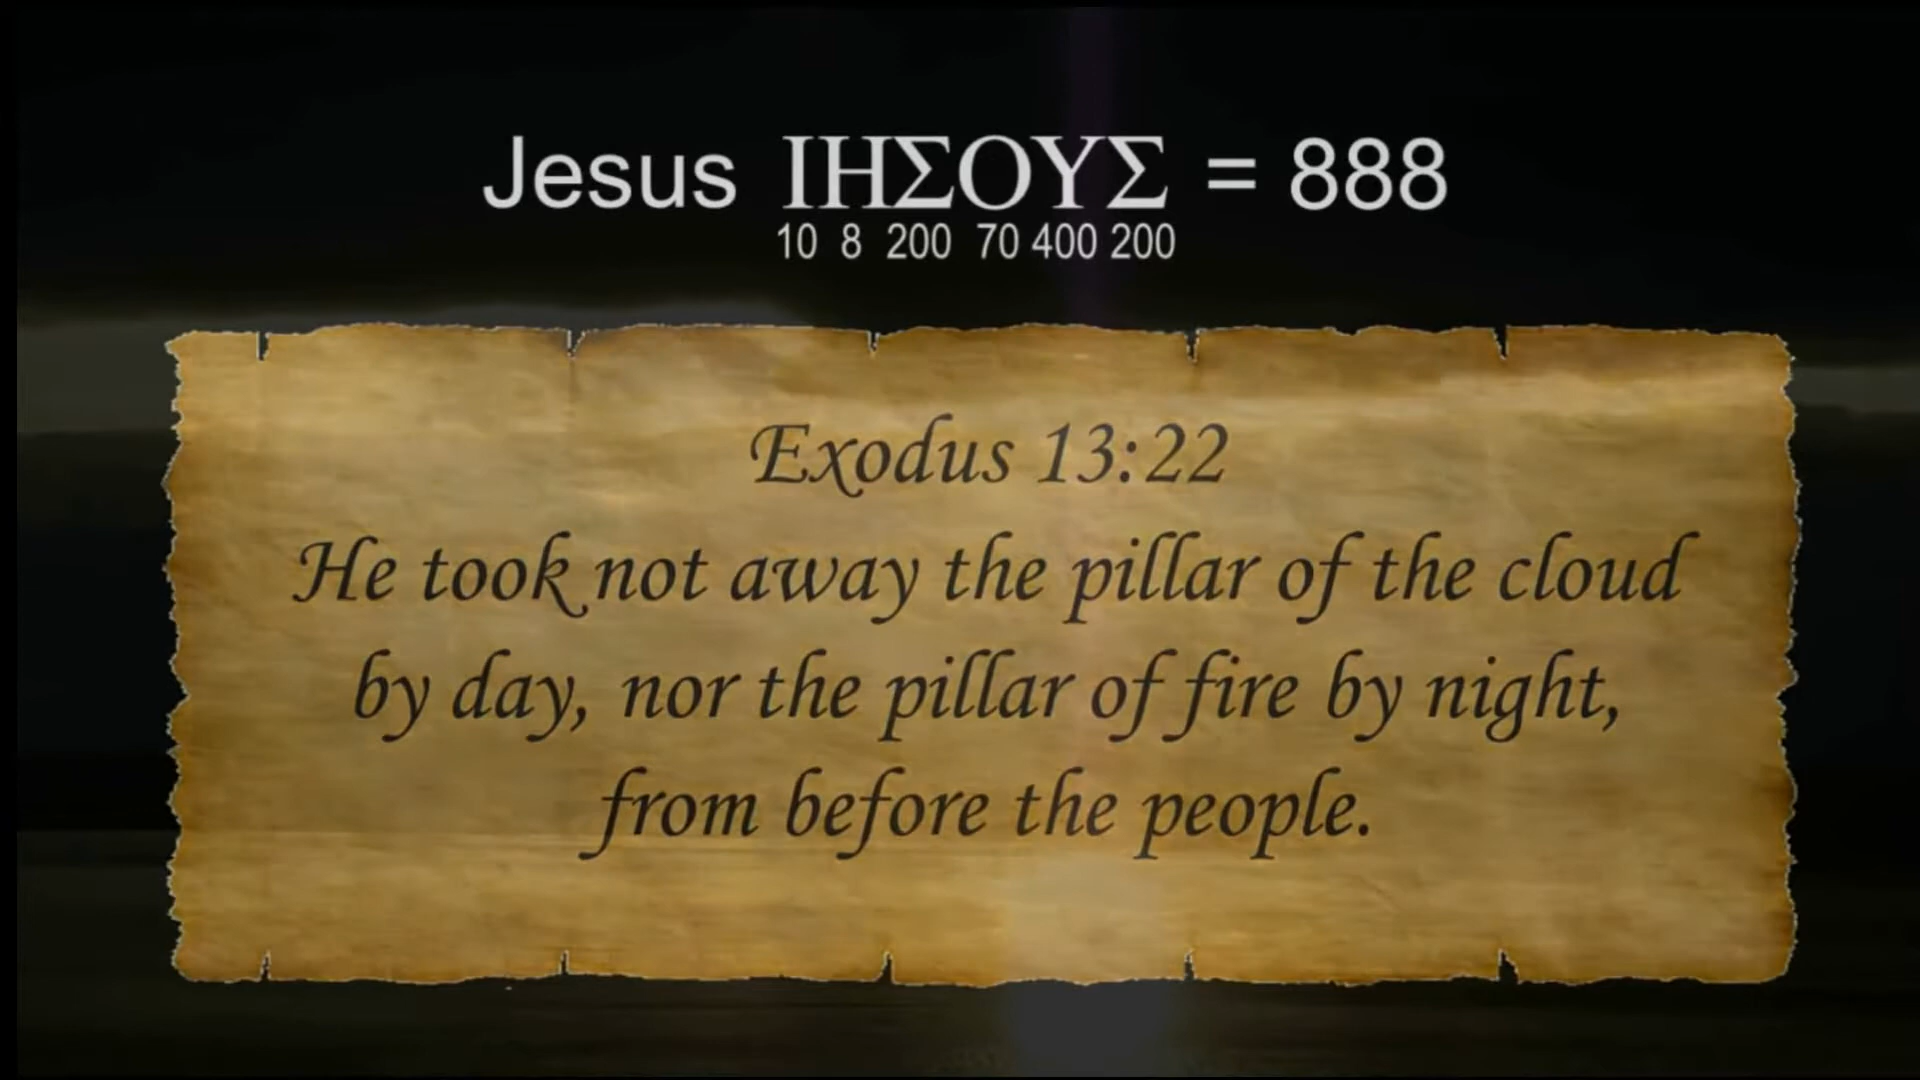 Jesus ΙΗΣΟΥΣ = 888
10 8 200 70 400 200
Exodus 13:22
He took not away the pillar of the cloud
by day, nor the pillar of fire by night,
from before the people.